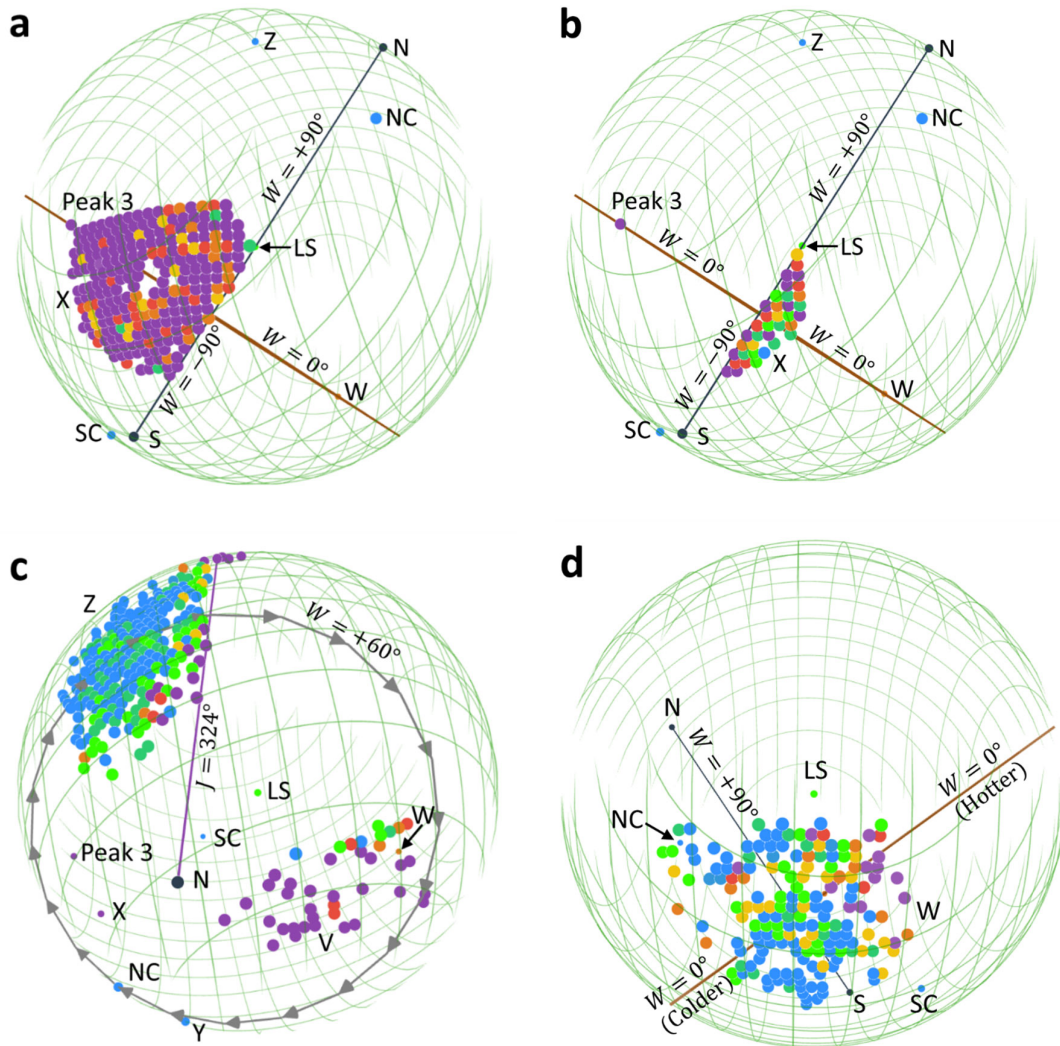 a
Z
N
NC
W = +90°
Peak 3
LS
X
W = −90°
W = 0°
W
SC
S
b
Z
N
NC
W = +90°
Peak 3
W = 0°
LS
W = −90°
X
W = 0°
W
SC
S
c
Z
W = +60°
J = 324°
LS
W
SC
Peak 3
N
X
V
NC
Y
d
N
W = +90°
LS
W = 0°
(Hotter)
NC
W
W = 0°
(Colder)
S
SC